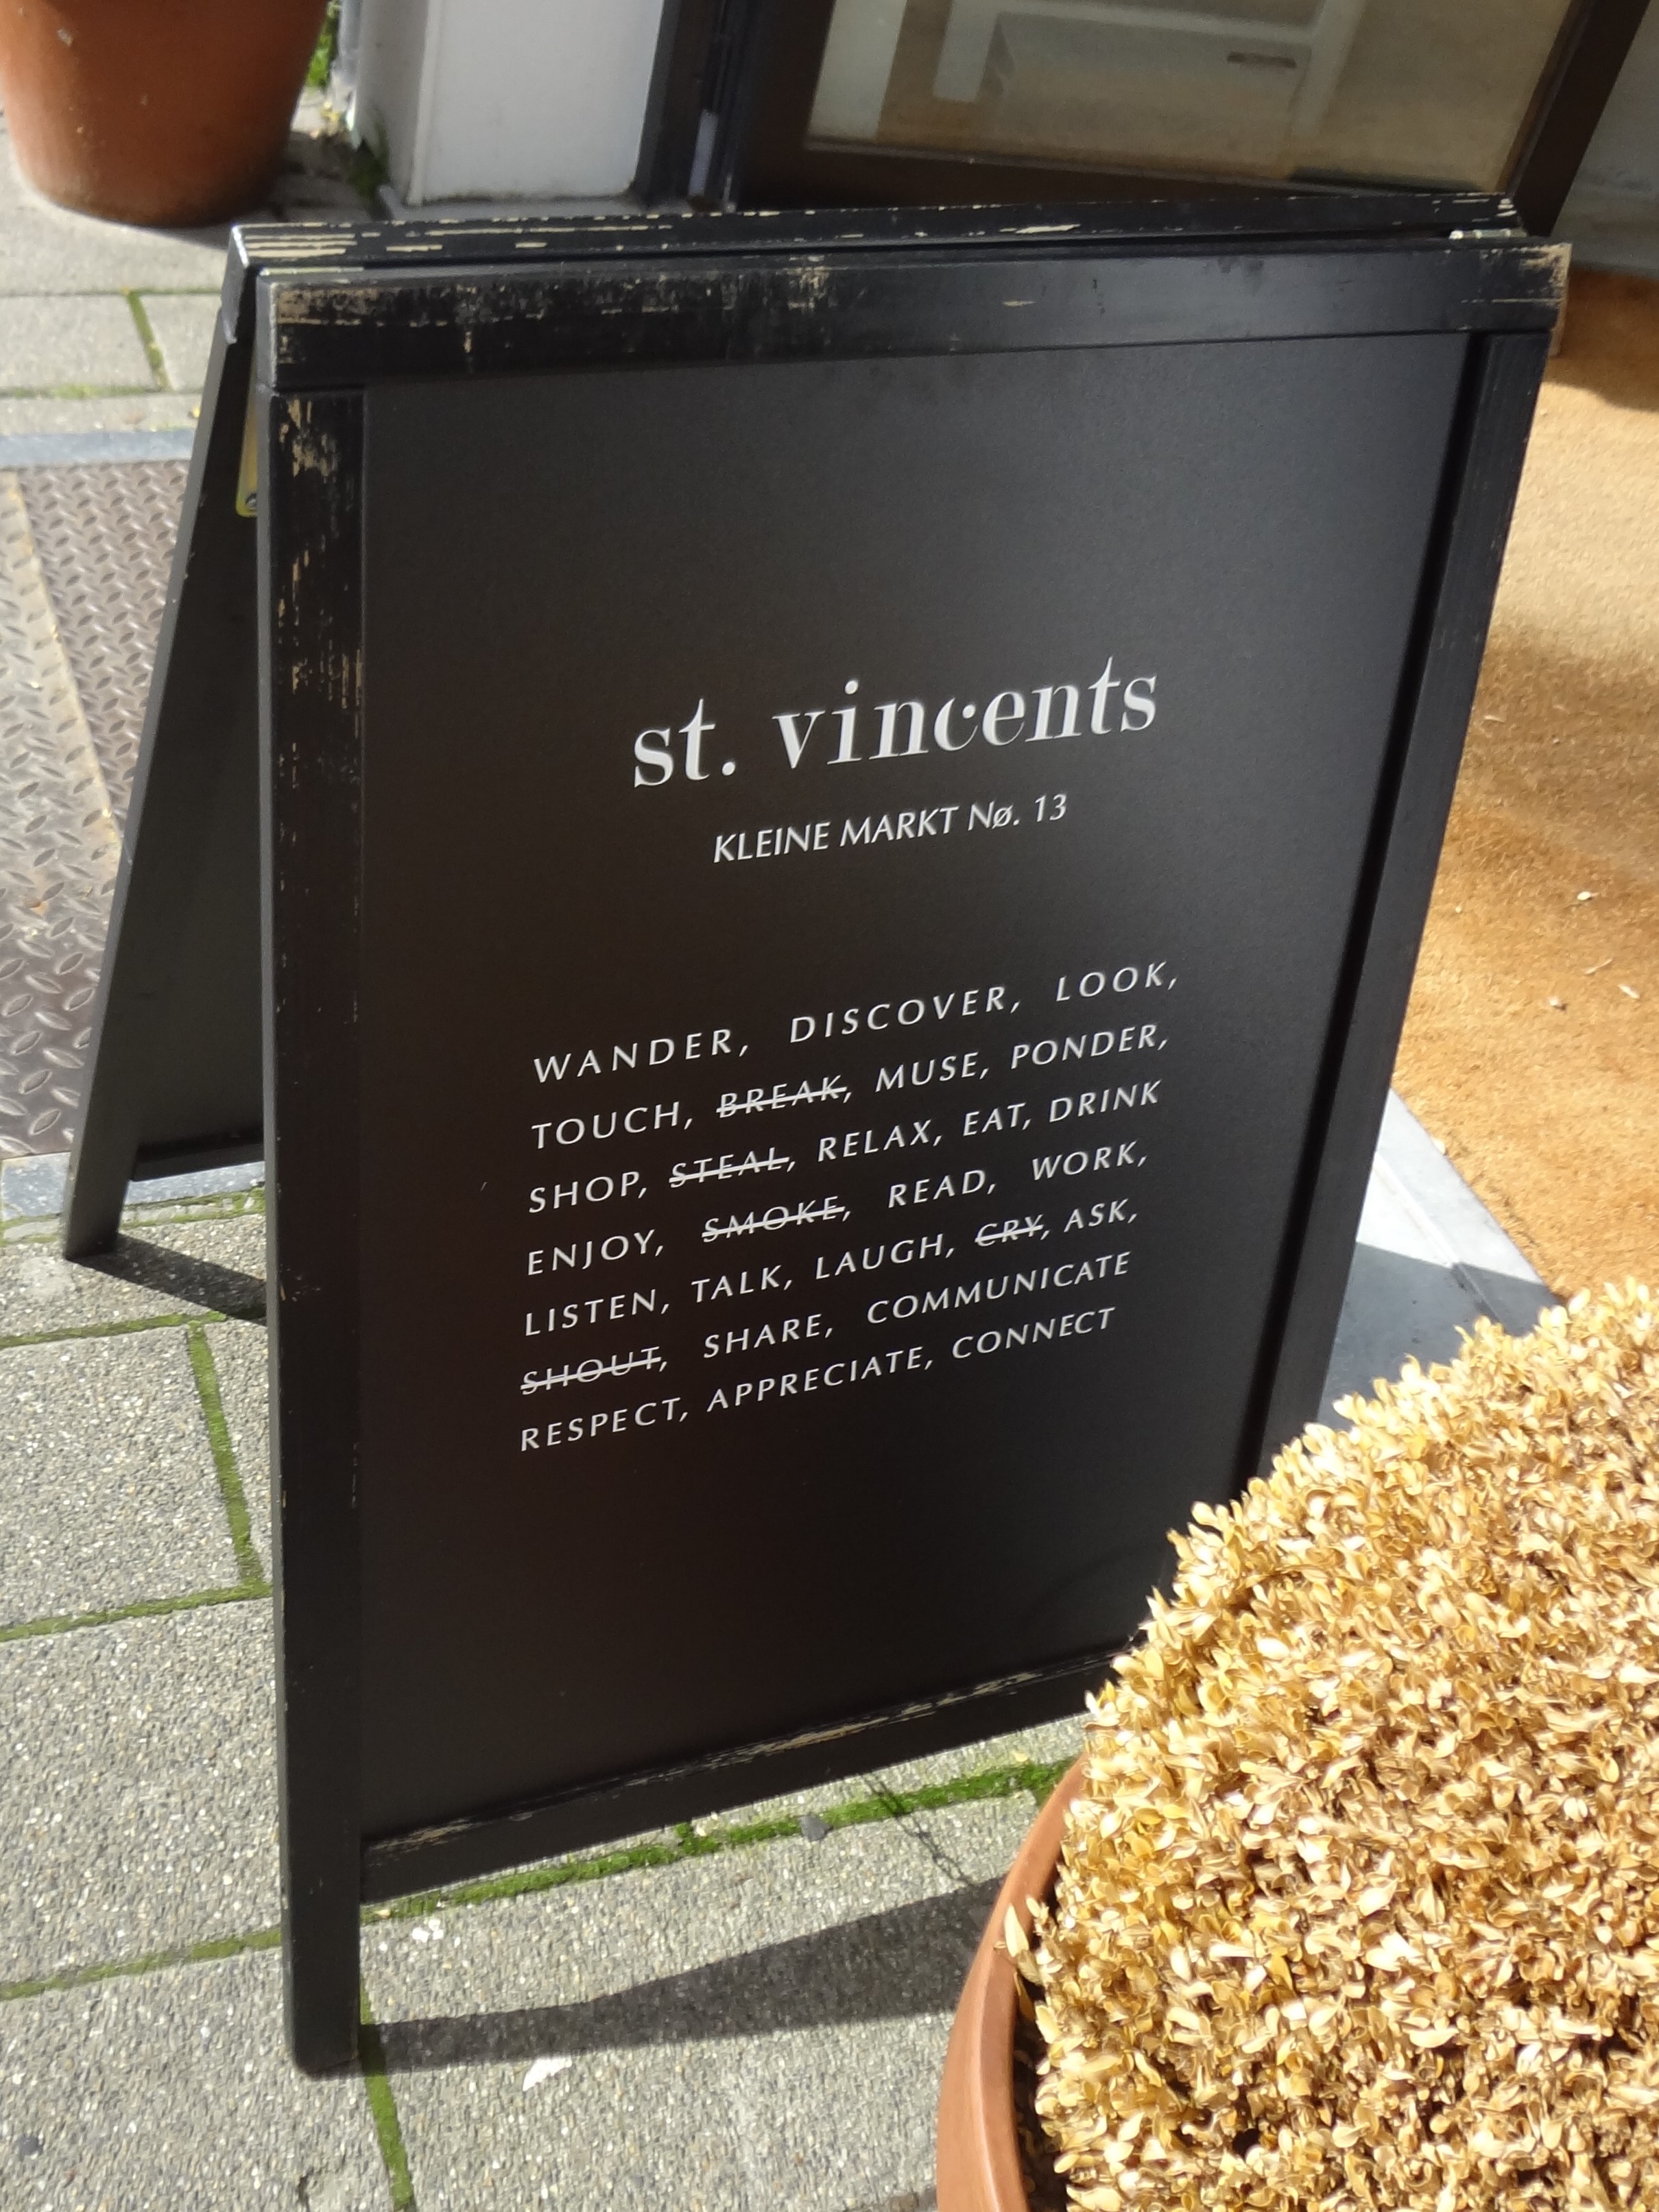 st. vincents
KLEINE MARKT Nø. 13
WANDER, DISCOVER, LOOK,
TOUCH, BREAK, MUSE, PONDER,
SHOP, STEAL, RELAX, EAT, DRINK
ENJOY, SMOKE, READ, WORK,
LISTEN, TALK, LAUGH, CRY, ASK,
SHOUT, SHARE, COMMUNICATE
RESPECT, APPRECIATE, CONNECT